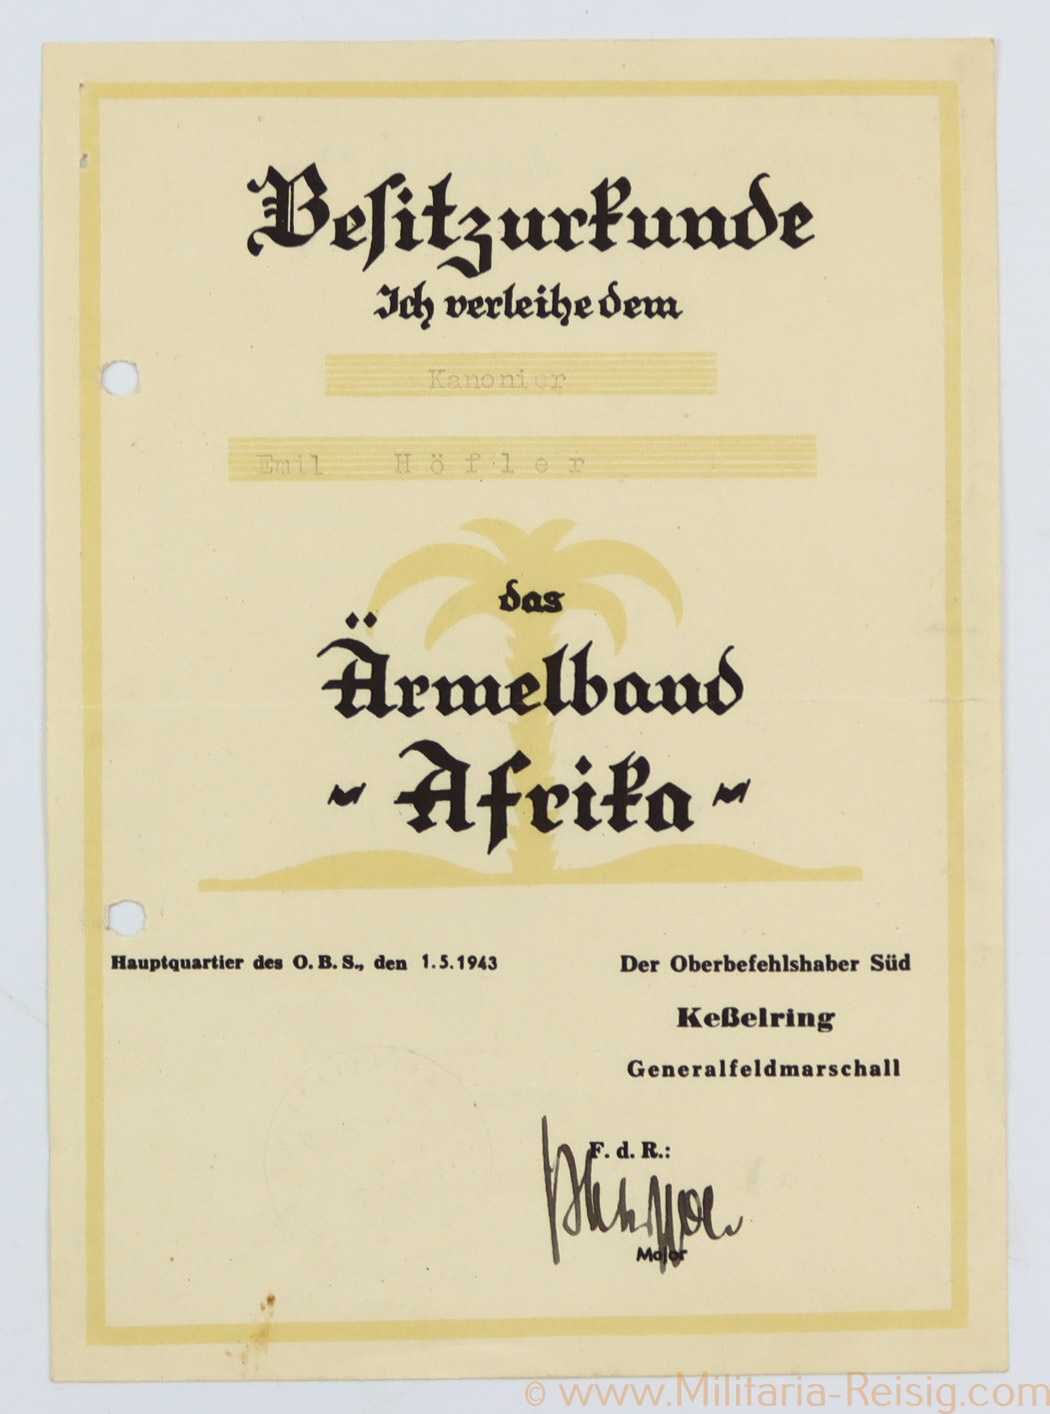 Besitzurkunde
Ich verleihe dem
Kanonier
Emil Höfler
das
Ärmelband
"Afrika"
Hauptquartier des O.B.S., den 1.5.1943
Der Oberbefehlshaber Süd
Keßelring
Generalfeldmarschall
F. d. R.:
Major
© www.Militaria-Reisig.com